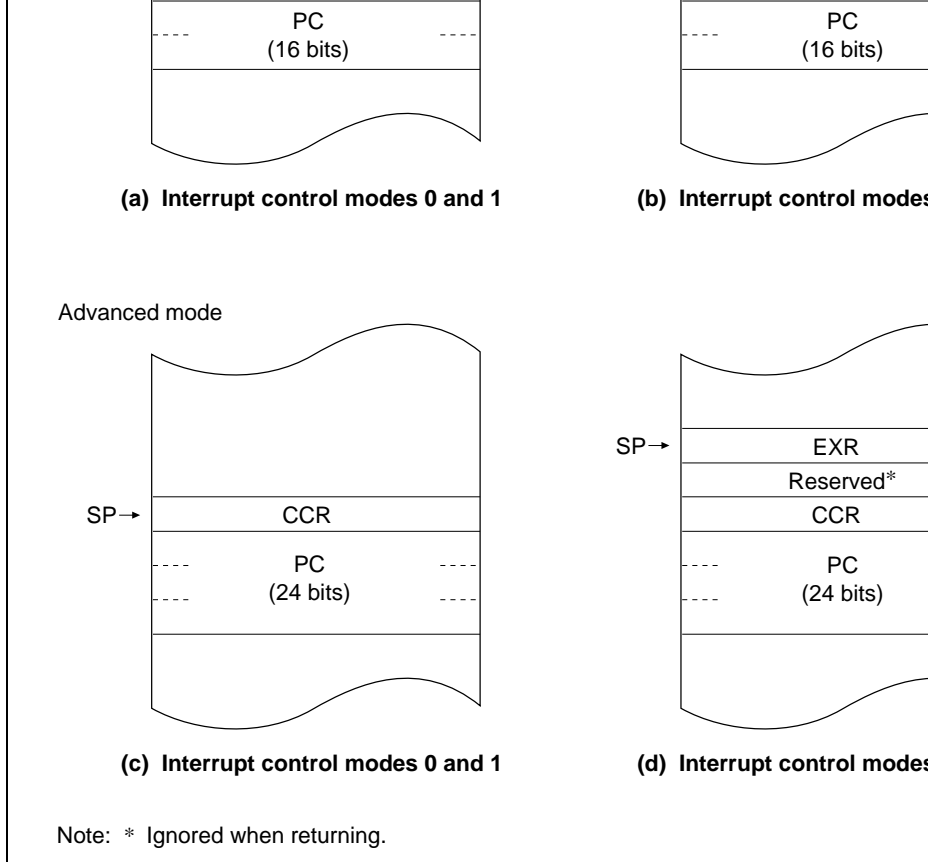 PC
(16 bits)
PC
(16 bits)
(a) Interrupt control modes 0 and 1
(b) Interrupt control modes
Advanced mode
SP→
CCR
PC
(24 bits)
SP→
EXR
Reserved*
CCR
PC
(24 bits)
(c) Interrupt control modes 0 and 1
(d) Interrupt control modes
Note: * Ignored when returning.